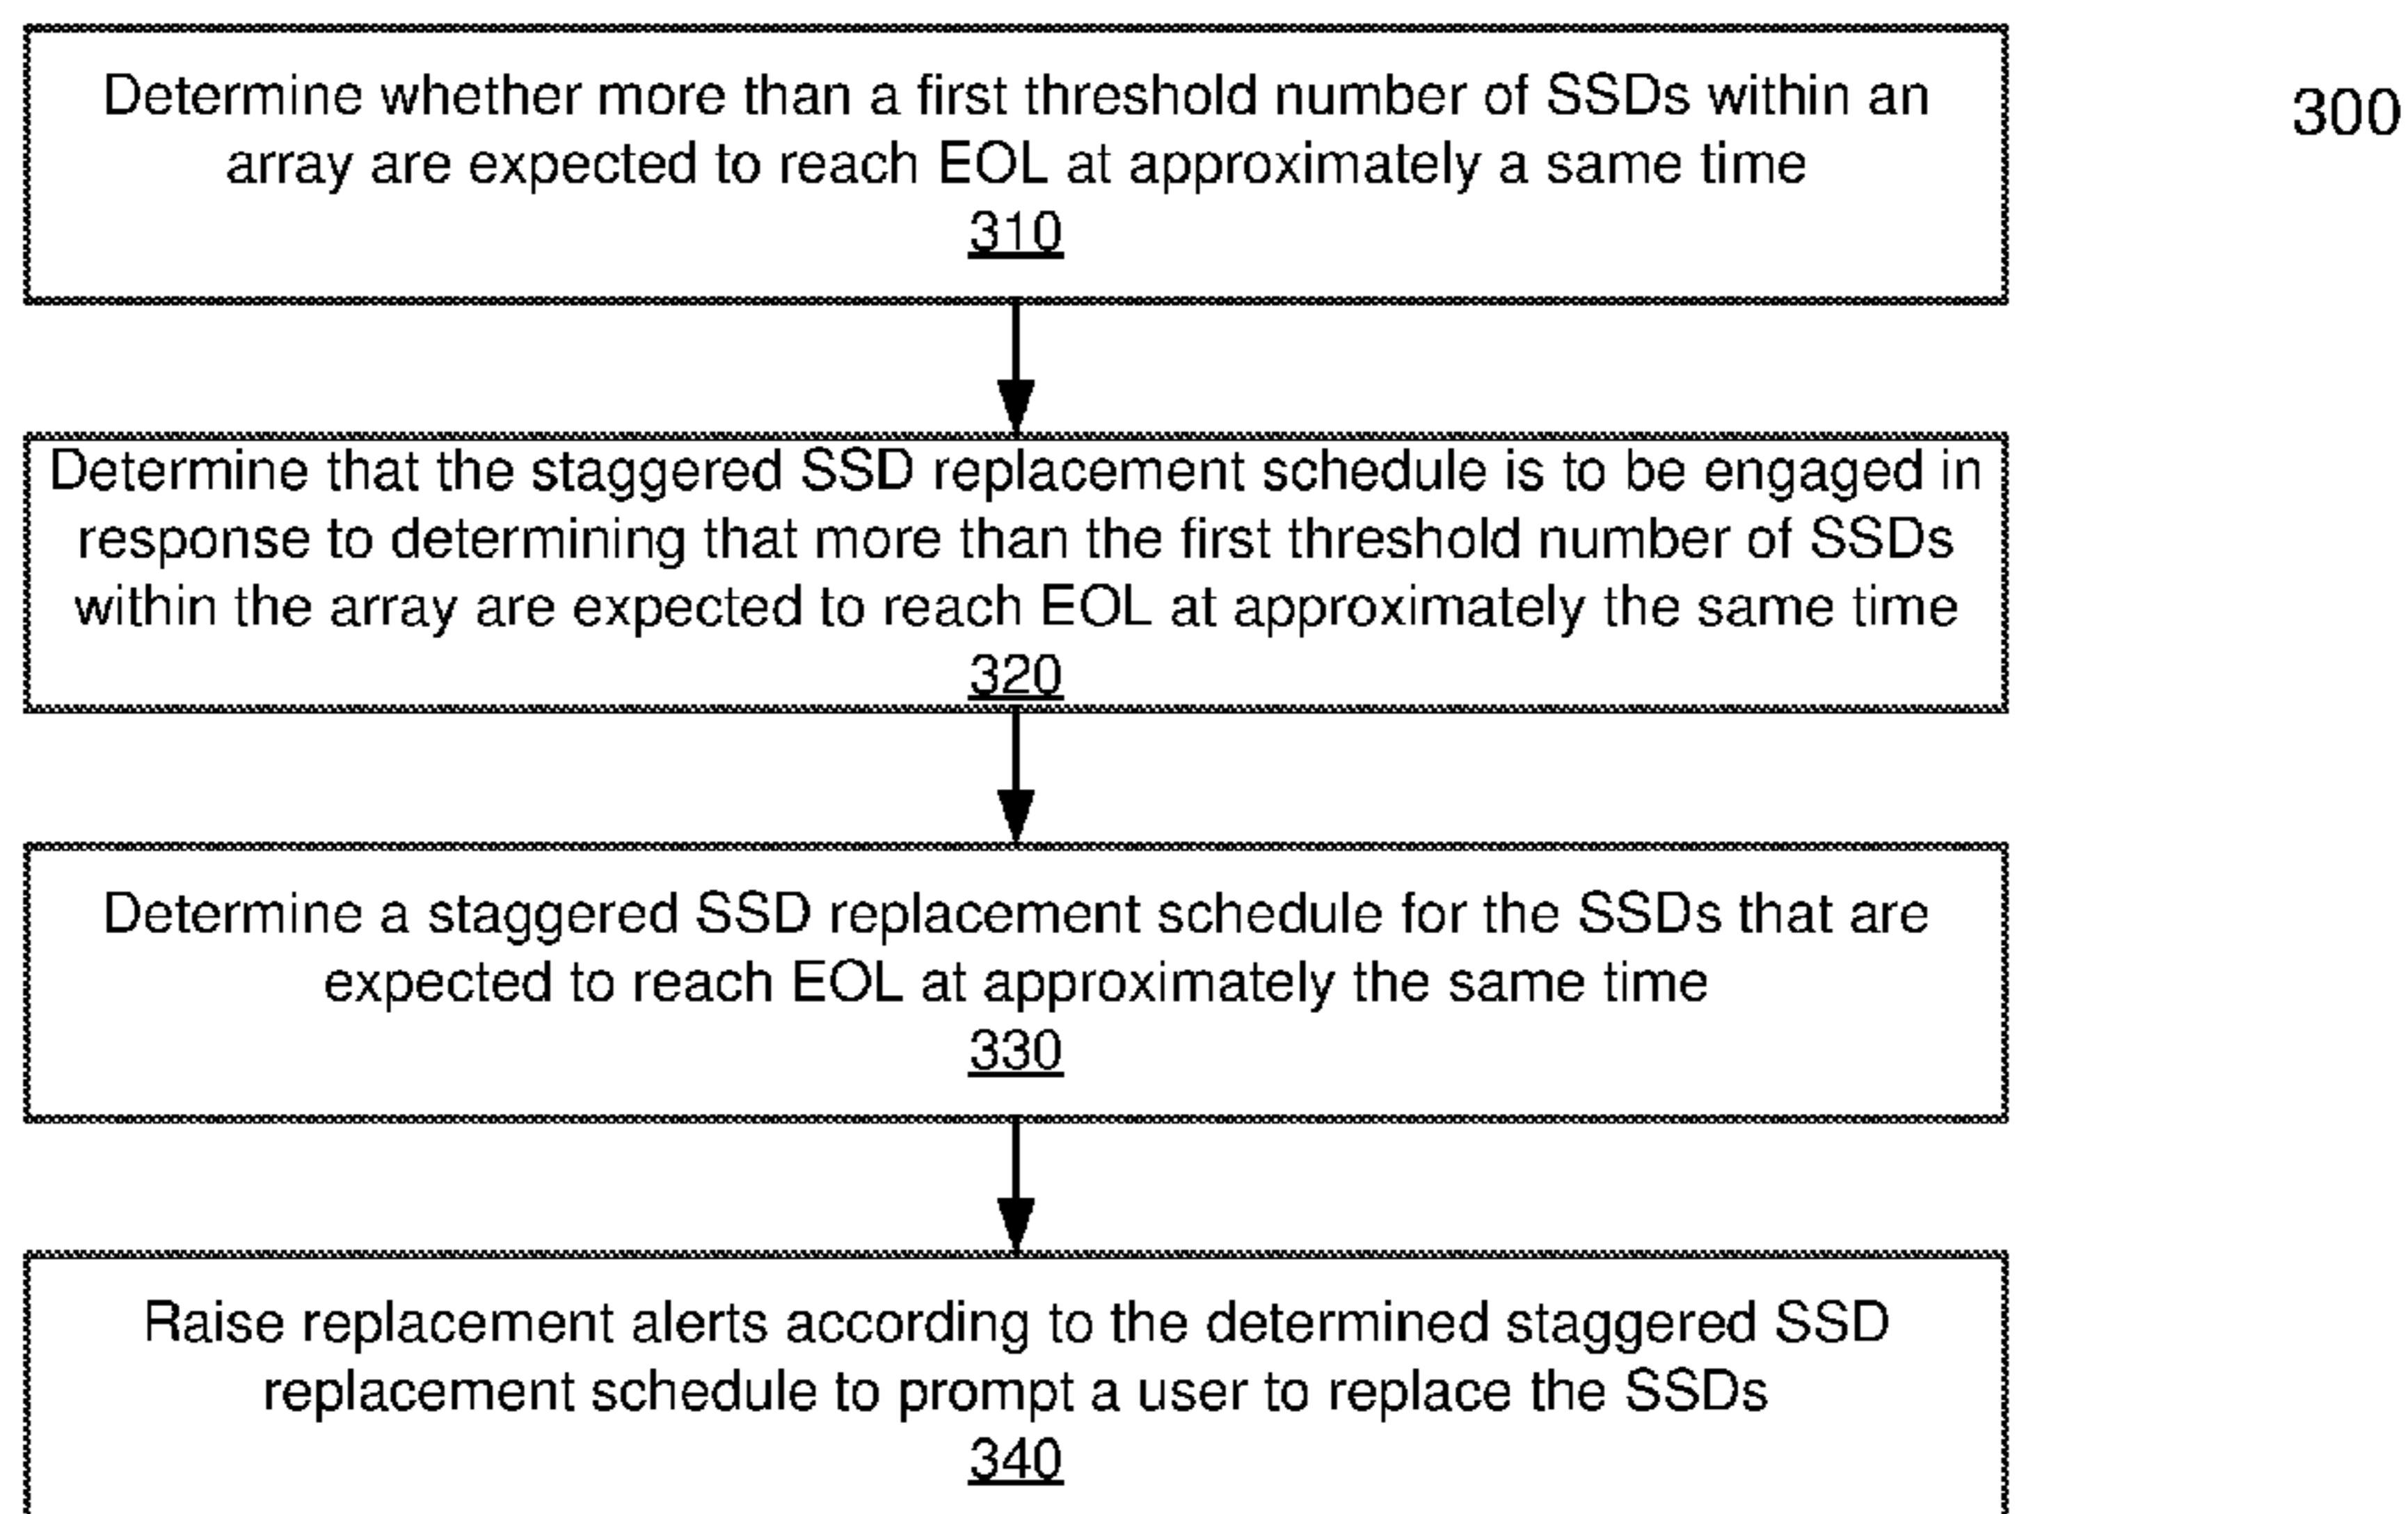 Determine whether more than a first threshold number of SSDs within an
array are expected to reach EOL at approximately a same time
310
300
Determine that the staggered SSD replacement schedule is to be engaged in
response to determining that more than the first threshold number of SSDs
within the array are expected to reach EOL at approximately the same time
320
Determine a staggered SSD replacement schedule for the SSDs that are
expected to reach EOL at approximately the same time
330
Raise replacement alerts according to the determined staggered SSD
replacement schedule to prompt a user to replace the SSDs
340